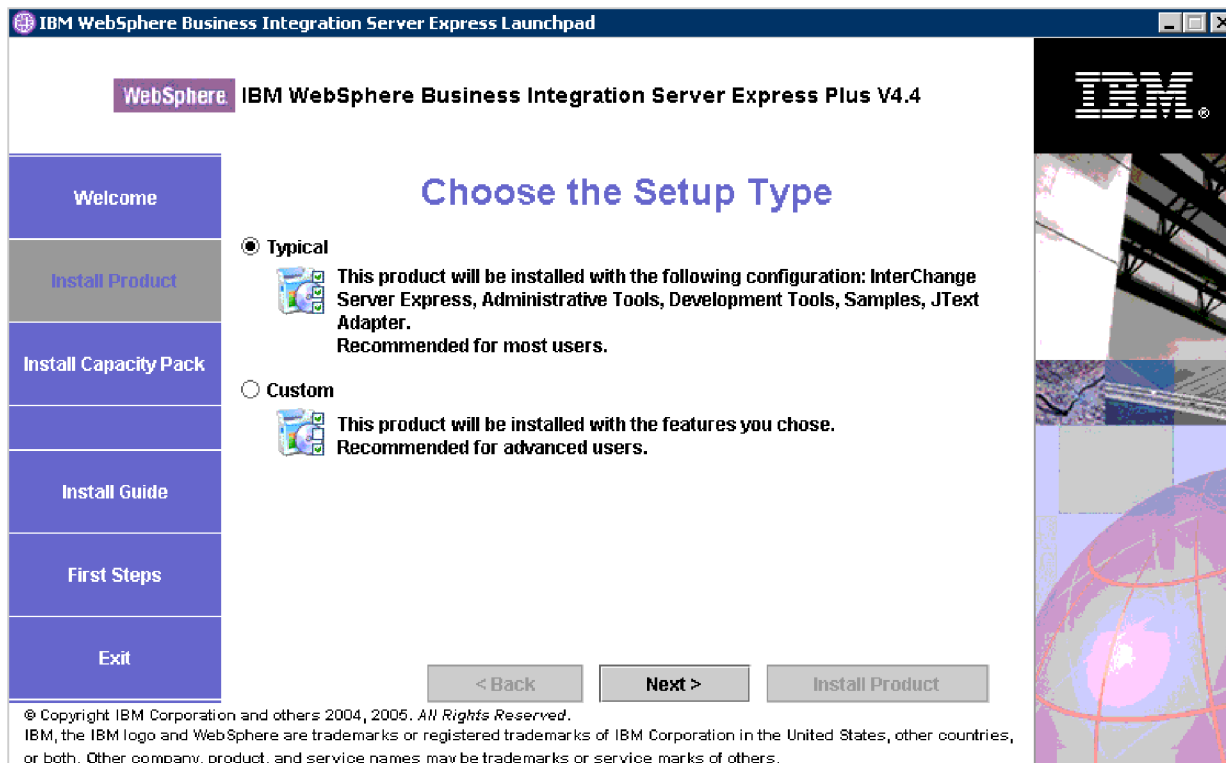 IBM WebSphere Business Integration Server Express Launchpad
WebSphere. IBM WebSphere Business Integration Server Express Plus V4.4
IBM®
Welcome
Install Product
Install Capacity Pack
Install Guide
First Steps
Exit
Choose the Setup Type
Typical
This product will be installed with the following configuration: InterChange
Server Express, Administrative Tools, Development Tools, Samples, JText
Adapter.
Recommended for most users.
Custom
This product will be installed with the features you chose.
Recommended for advanced users.
< Back
Next >
Install Product
© Copyright IBM Corporation and others 2004, 2005. All Rights Reserved.
IBM, the IBM logo and WebSphere are trademarks or registered trademarks of IBM Corporation in the United States, other countries,
or both. Other company, product, and service names may be trademarks or service marks of others.